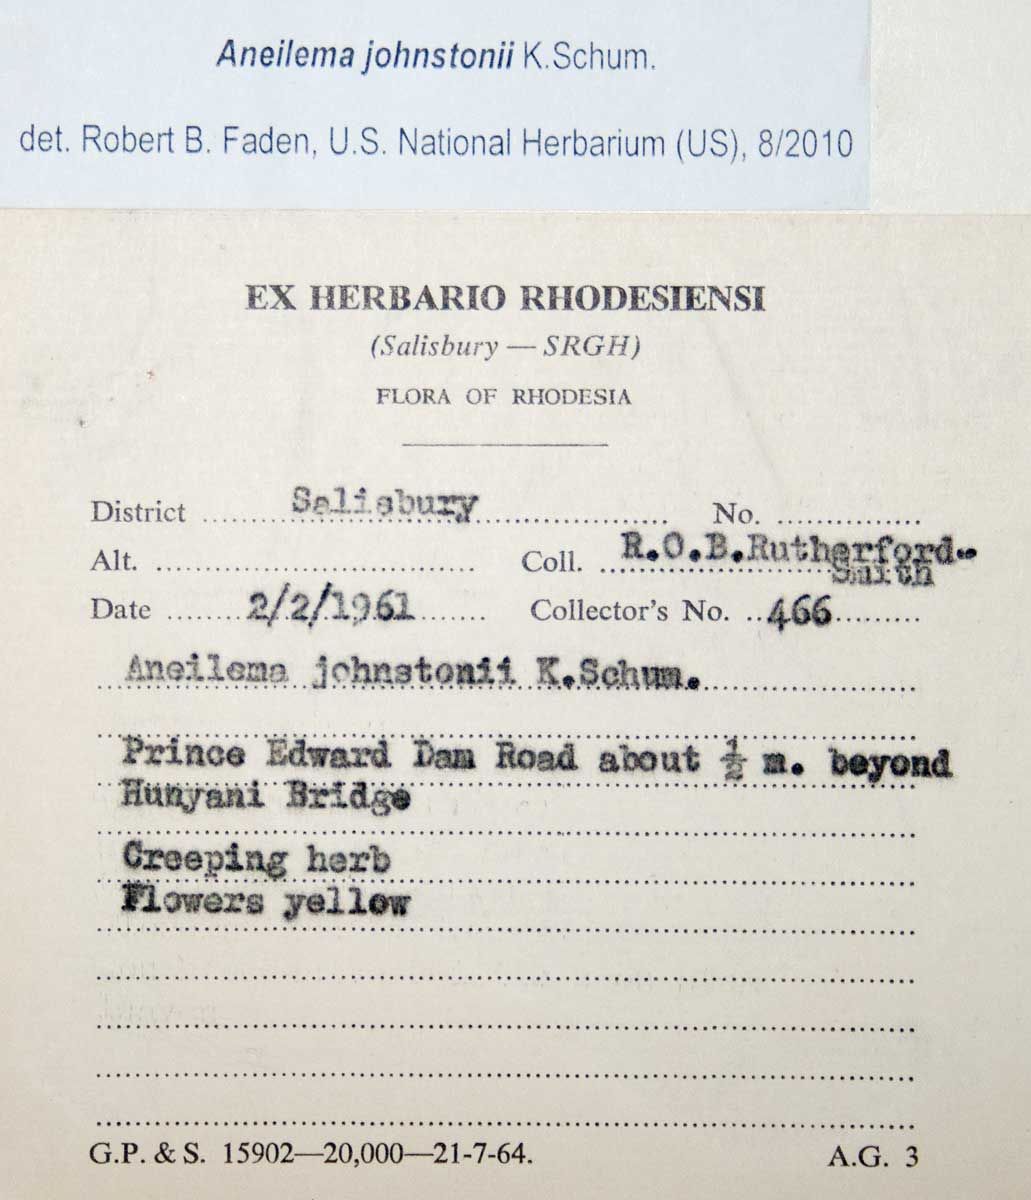 Aneilema johnstonii K.Schum.
det. Robert B. Faden, U.S. National Herbarium (US), 8/2010
EX HERBARIO RHODESIENSI
(Salisbury — SRGH)
FLORA OF RHODESIA
District Salisbury No.
Alt. Coll. R.O.B.Rutherford-
Smith
Date 2/2/1961 Collector's No. 466
Aneilema johnstonii K.Schum.
Prince Edward Dam Road about ½ m. beyond
Hunyani Bridge
Creeping herb
Flowers yellow
G.P. & S. 15902—20,000—21-7-64. A.G. 3